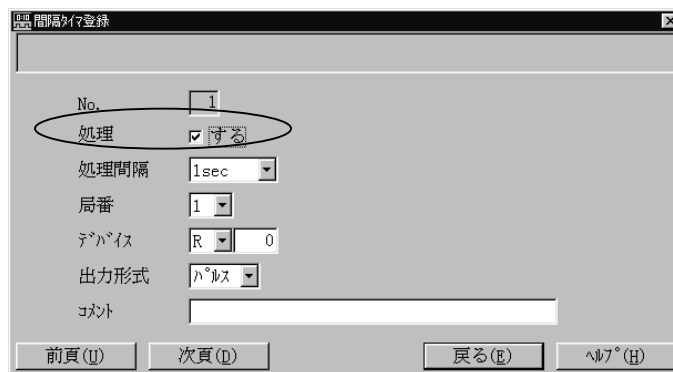 間隔ﾀｲﾏ登録
No. 1
処理 する
処理間隔 1sec
局番 1
ﾃﾞﾊﾞｲｽ R 0
出力形式 ﾊﾟﾙｽ
ｺﾒﾝﾄ
前頁(U) 次頁(D) 戻る(E) ﾍﾙﾌﾟ(H)